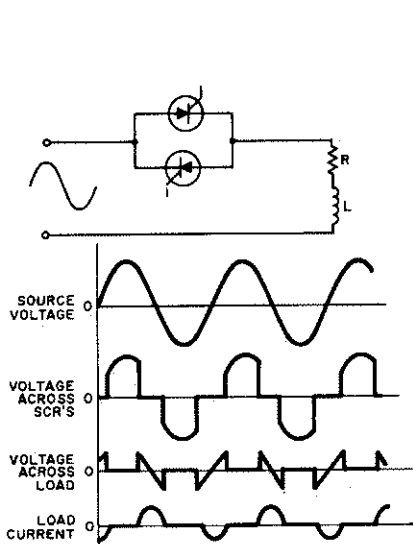 R
L
SOURCE
VOLTAGE
0
VOLTAGE
ACROSS
SCR'S
0
VOLTAGE
ACROSS
LOAD
0
LOAD
CURRENT
0